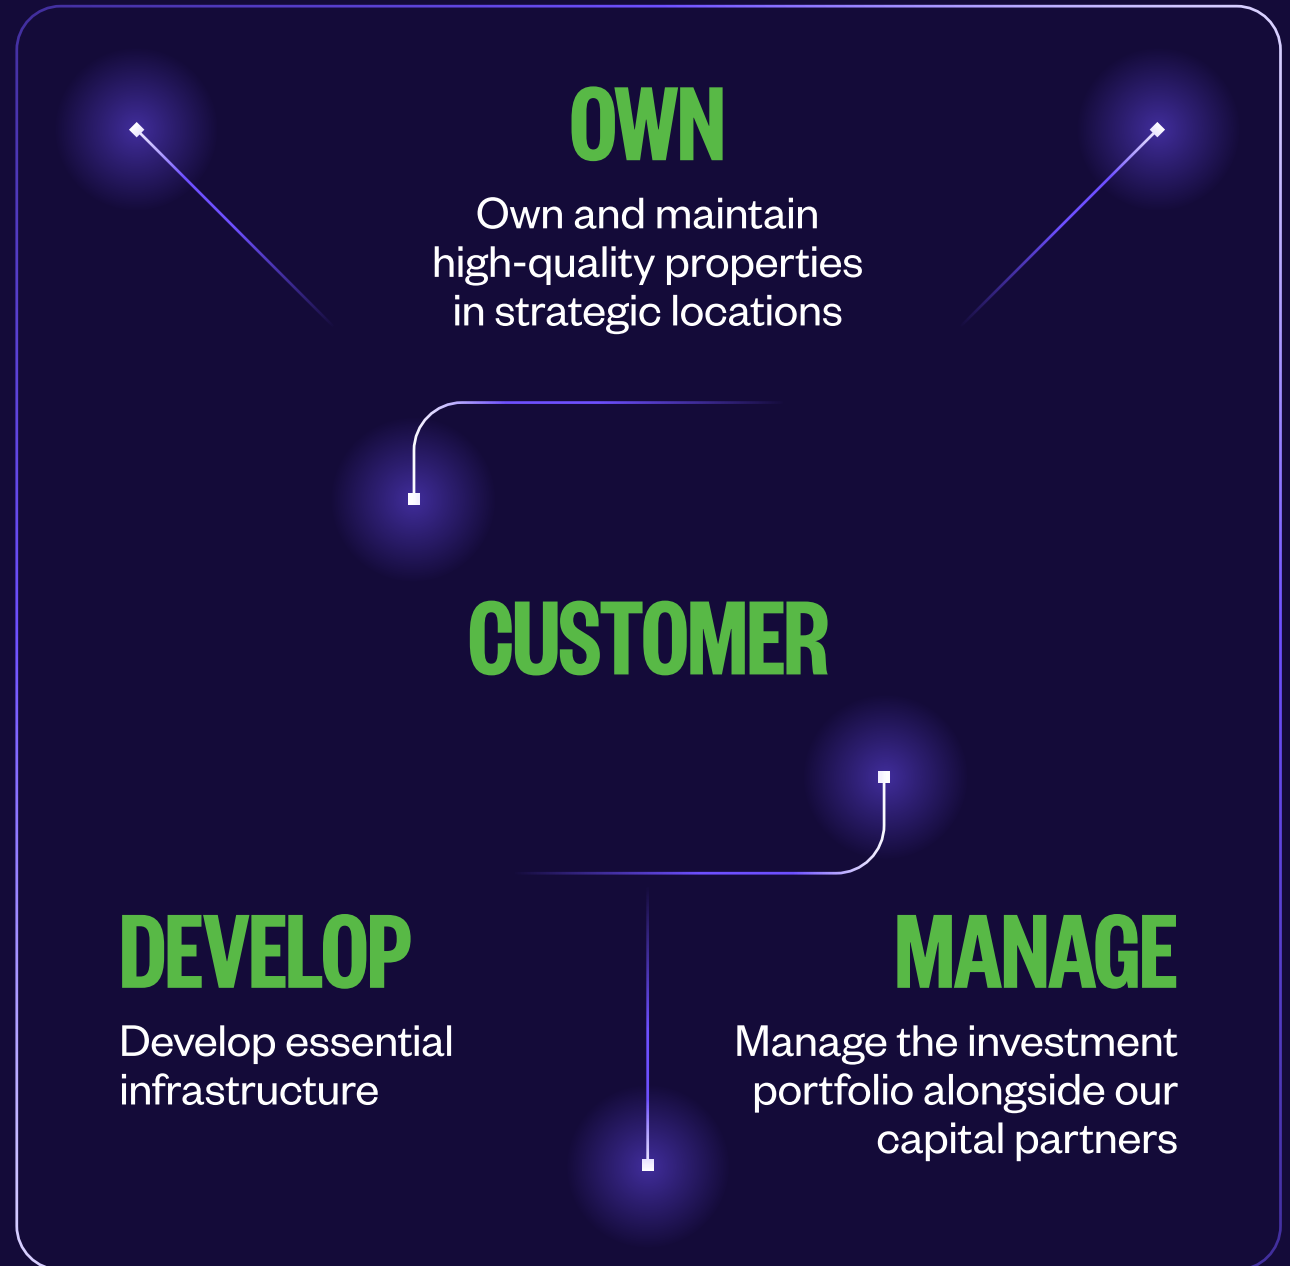 OWN
Own and maintain
high-quality properties
in strategic locations
CUSTOMER
DEVELOP
Develop essential
infrastructure
MANAGE
Manage the investment
portfolio alongside our
capital partners